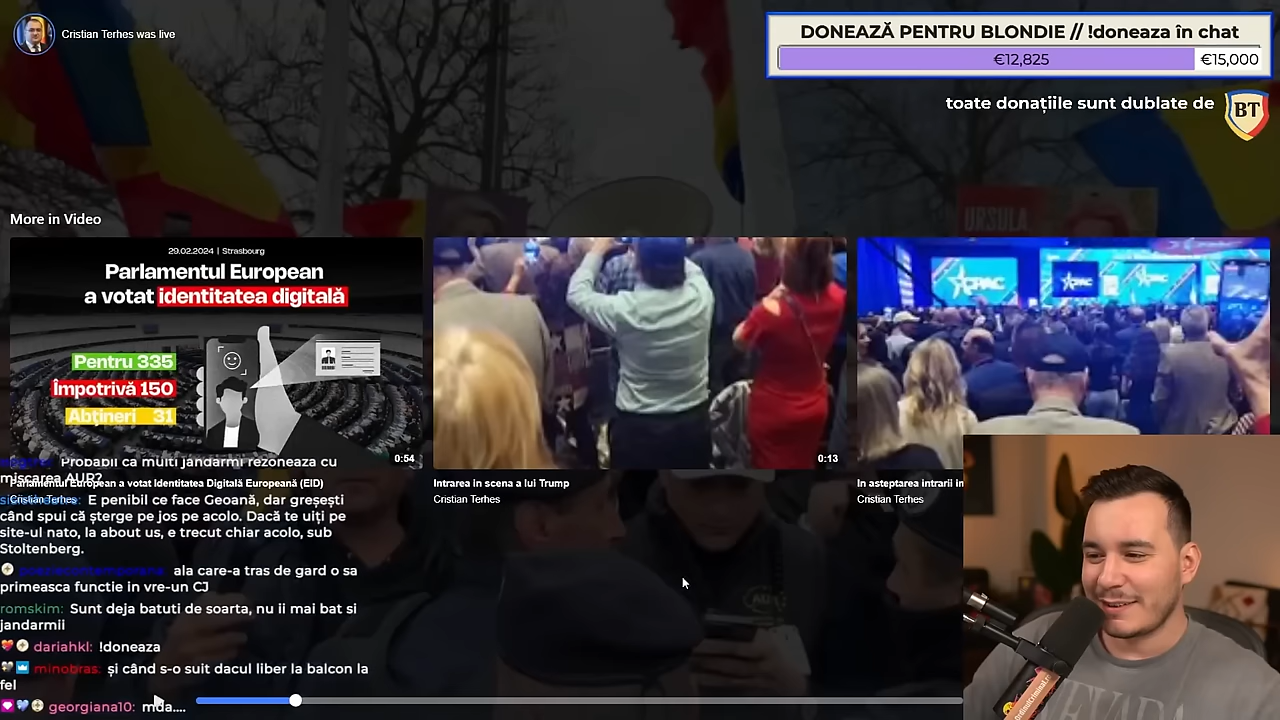 Cristian Terhes was live
DONEAZĂ PENTRU BLONDIE // !doneaza în chat
€12,825
€15,000
toate donațiile sunt dublate de
BT
URSULA
More in Video
29.02.2024 | Strasbourg
Parlamentul European
a votat identitatea digitală
Pentru 335
Împotrivă 150
Abțineri 31
0:54
Parlamentul European a votat Identitatea Digitală Europeană (EID)
Cristian Terhes
CPAC
0:13
Intrarea in scena a lui Trump
Cristian Terhes
CPAC
CPAC
CPAC
In asteptarea intrarii in
Cristian Terhes
Probabil ca multi jandarmi rezoneaza cu
miscarea AUR?
E penibil ce face Geoană, dar greșești
când spui că șterge pe jos pe acolo. Dacă te uiți pe
site-ul nato, la about us, e trecut chiar acolo, sub
Stoltenberg.
ala care-a tras de gard o sa
primeasca functie in vre-un CJ
romskim: Sunt deja batuti de soarta, nu ii mai bat si
jandarmii
dariahkl: !doneaza
minobras: și când s-o suit dacul liber la balcon la
fel
georgiana10: mda....